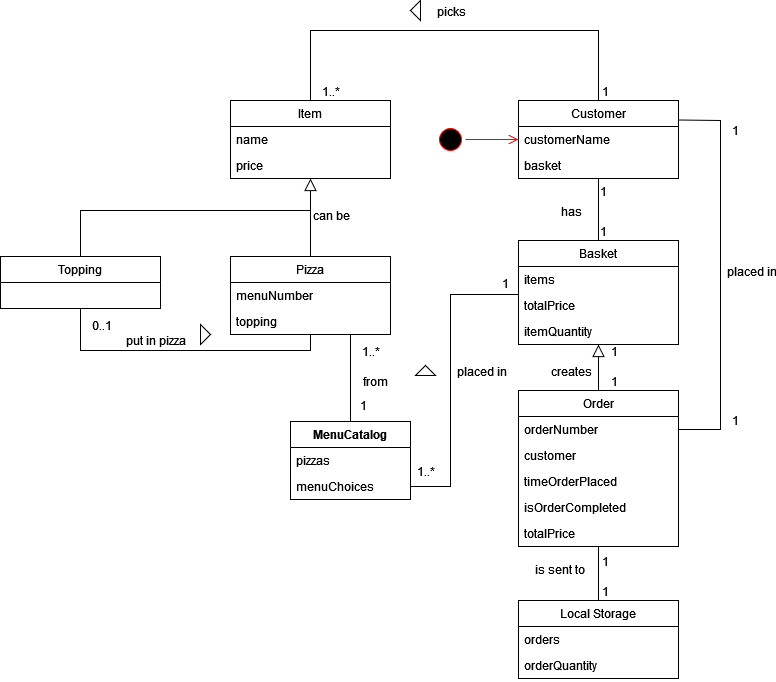 picks
1..*
1
Item
name
price
Customer
customerName
basket
1
1
has
can be
1
Topping
Pizza
menuNumber
topping
Basket
items
totalPrice
itemQuantity
1
placed in
0..1
put in pizza
1..*
from
1
placed in
1
creates
1
MenuCatalog
pizzas
menuChoices
1..*
Order
orderNumber
customer
timeOrderPlaced
isOrderCompleted
totalPrice
1
is sent to
1
1
Local Storage
orders
orderQuantity